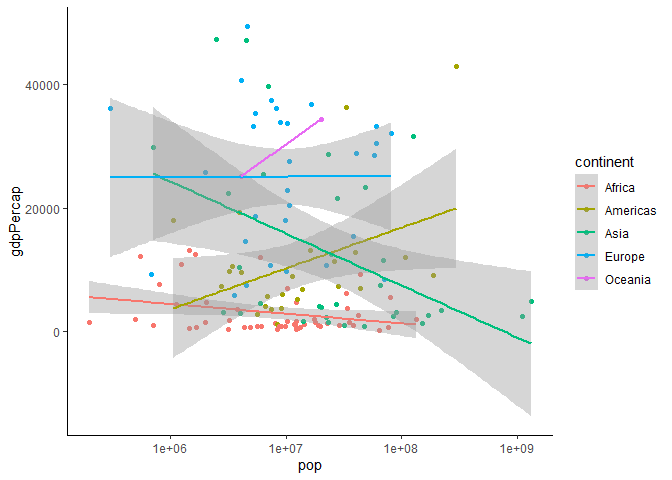 gdpPercap
40000
20000
0
1e+06 1e+07 1e+08 1e+09
pop
continent
Africa
Americas
Asia
Europe
Oceania